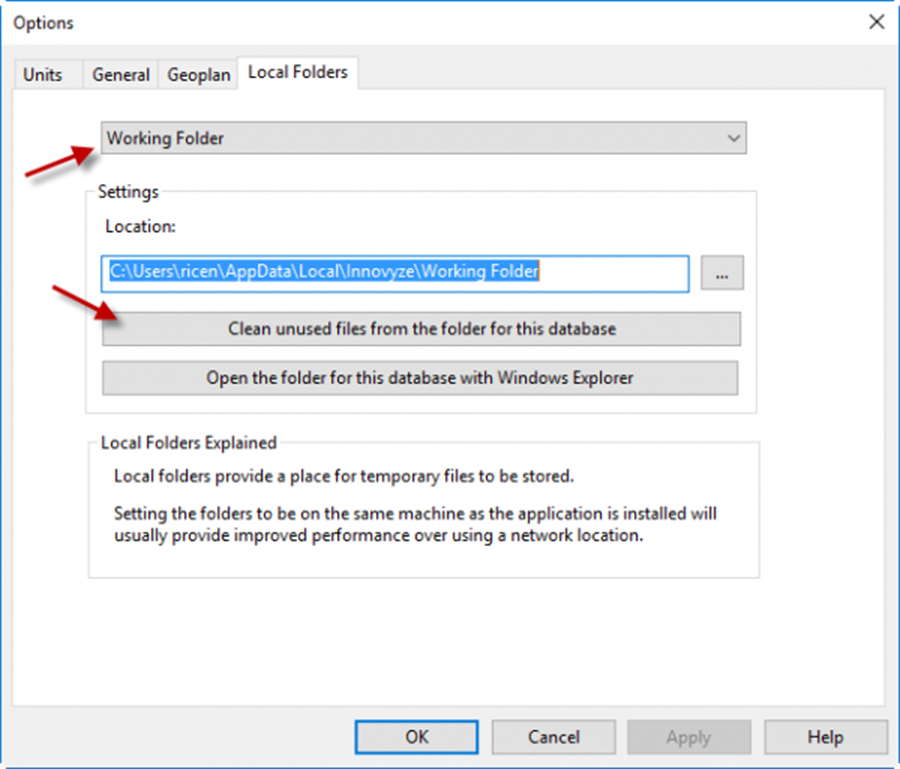 Options
Units
General
Geoplan
Local Folders
Working Folder
Settings
Location:
C:\Users\ricen\AppData\Local\Innovyze\Working Folder
...
Clean unused files from the folder for this database
Open the folder for this database with Windows Explorer
Local Folders Explained
Local folders provide a place for temporary files to be stored.
Setting the folders to be on the same machine as the application is installed will
usually provide improved performance over using a network location.
OK
Cancel
Apply
Help